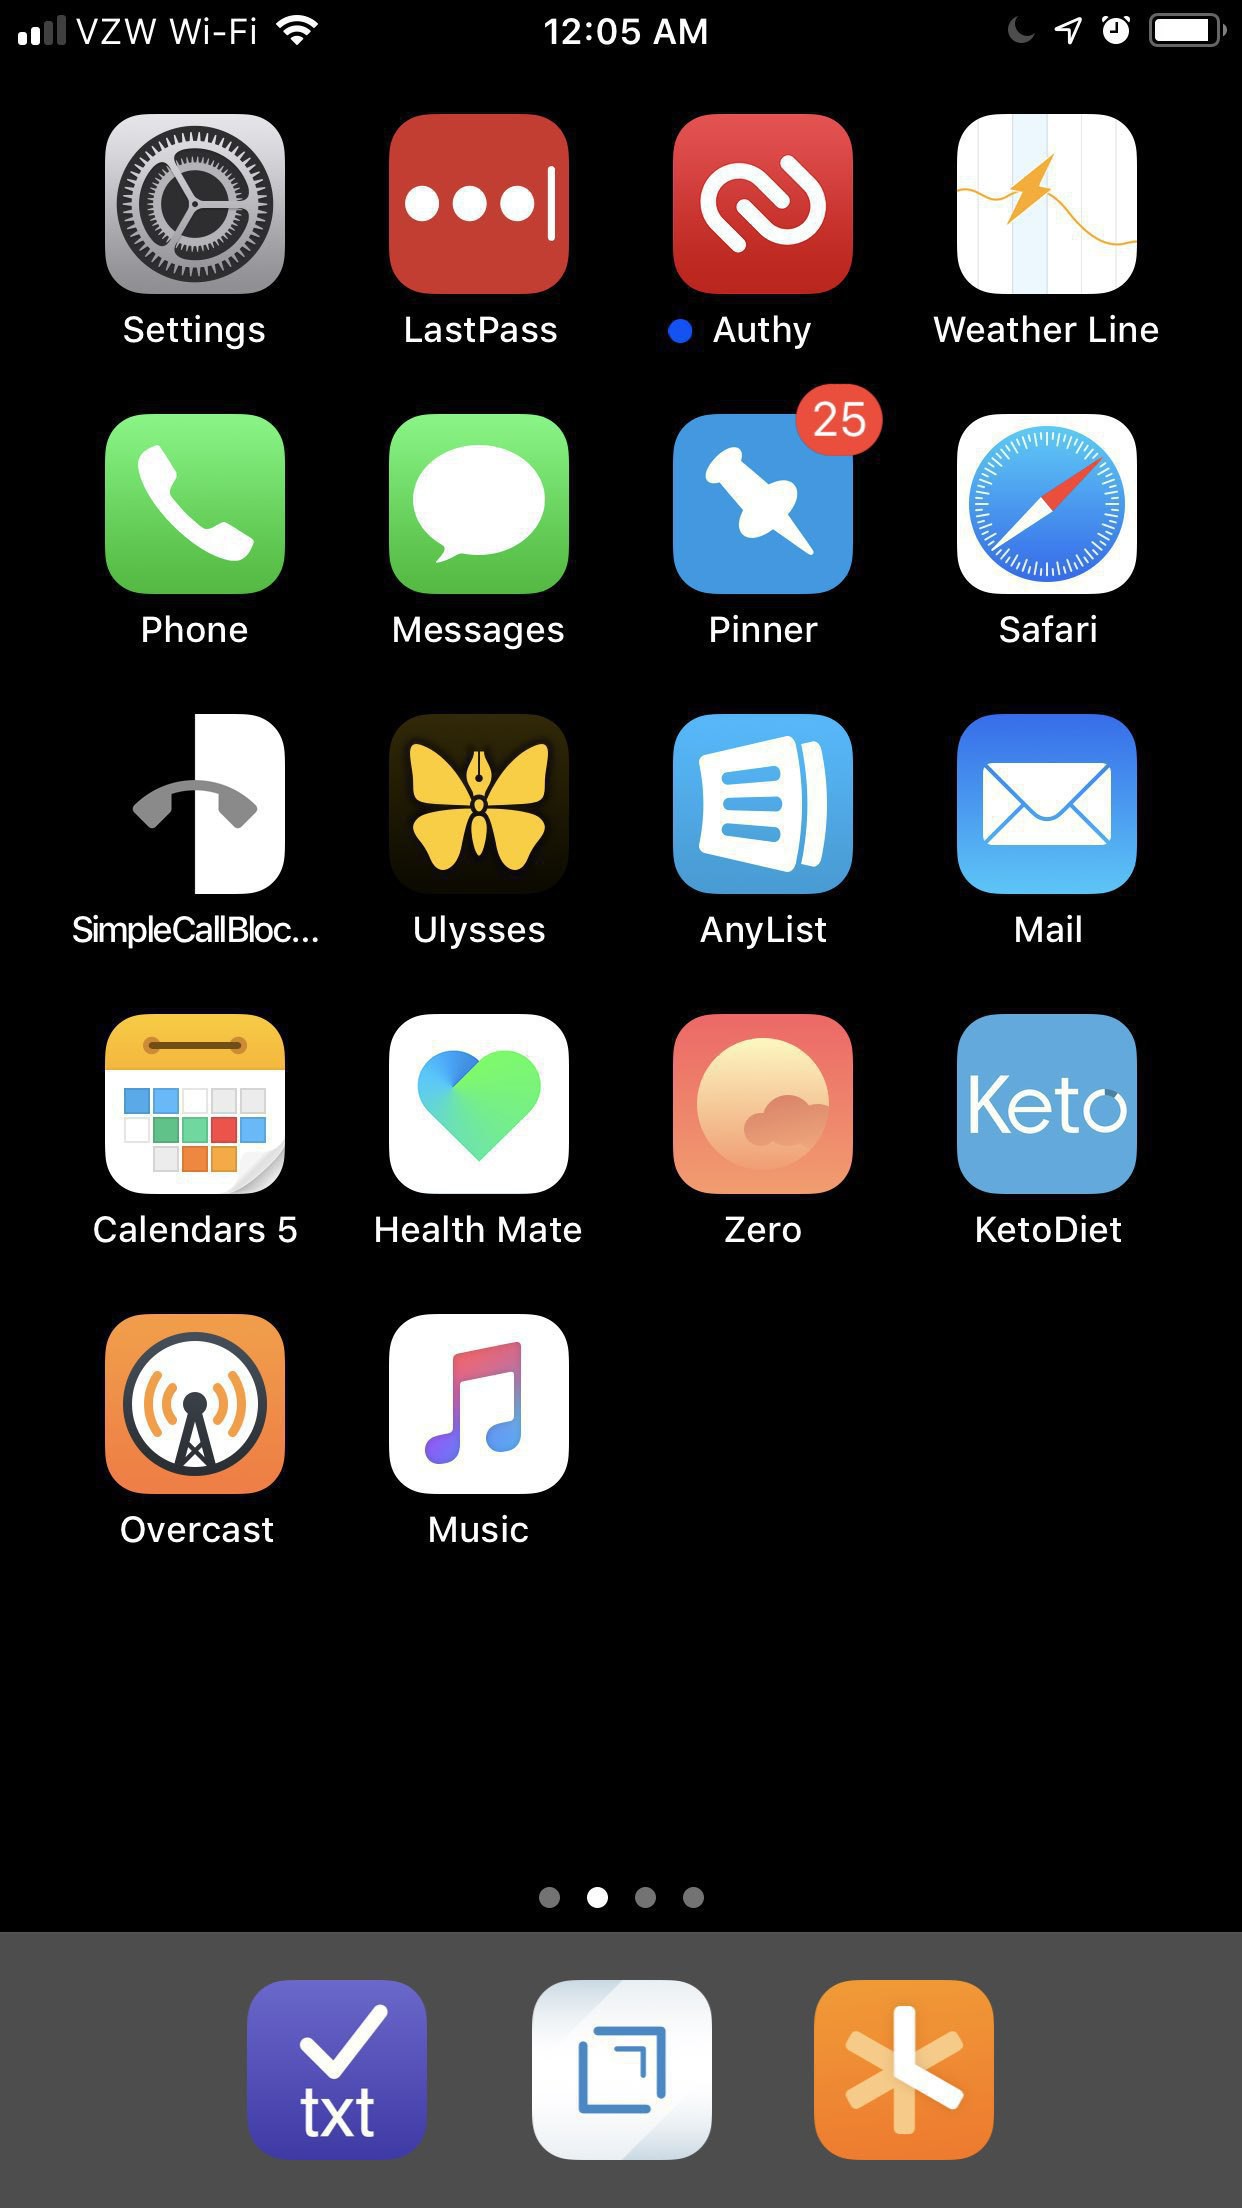 VZW Wi-Fi 12:05 AM
Settings LastPass Authy Weather Line
25
Phone Messages Pinner Safari
SimpleCallBloc...
Ulysses AnyList Mail
Keto
Calendars 5 Health Mate Zero KetoDiet
Overcast Music
txt